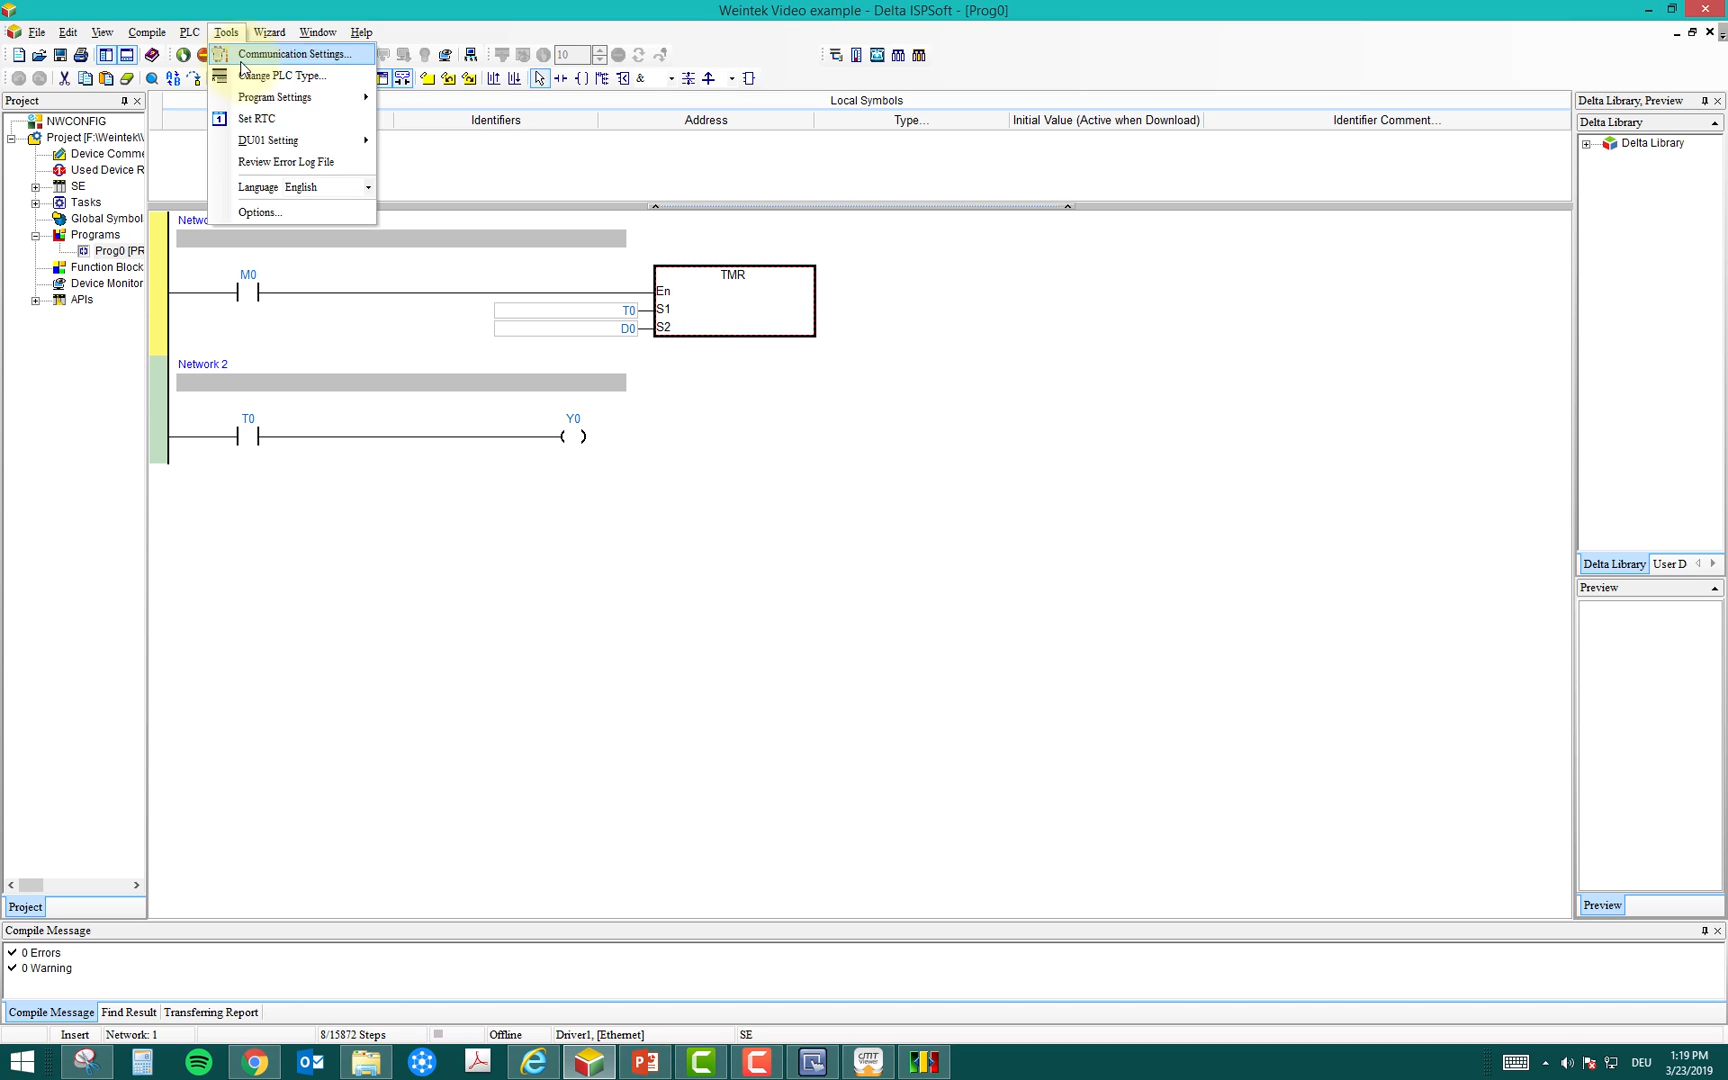 Weintek Video example - Delta ISPSoft - [Prog0]
File Edit View Compile PLC Tools Wizard Window Help
Communication Settings...
Change PLC Type...
Program Settings
1 Set RTC
DU01 Setting
Review Error Log File
Language English
Options...
10
&
Project
NWCONFIG
Project [F:\Weintek\V
Device Comme
Used Device R
SE
Tasks
Global Symbol
Programs
Prog0 [PR
Function Block
Device Monitor
APIs
Project
Local Symbols
Identifiers Address Type... Initial Value (Active when Download) Identifier Comment...
Netwo
M0
TMR
En
T0 S1
D0 S2
Network 2
T0 Y0
Delta Library, Preview
Delta Library
Delta Library
Delta Library User D
Preview
Preview
Compile Message
0 Errors
0 Warning
Compile Message Find Result Transferring Report
Insert Network: 1 8/15872 Steps Offline Driver1, [Ethernet] SE
cMT
Viewer
DEU
1:19 PM
3/23/2019